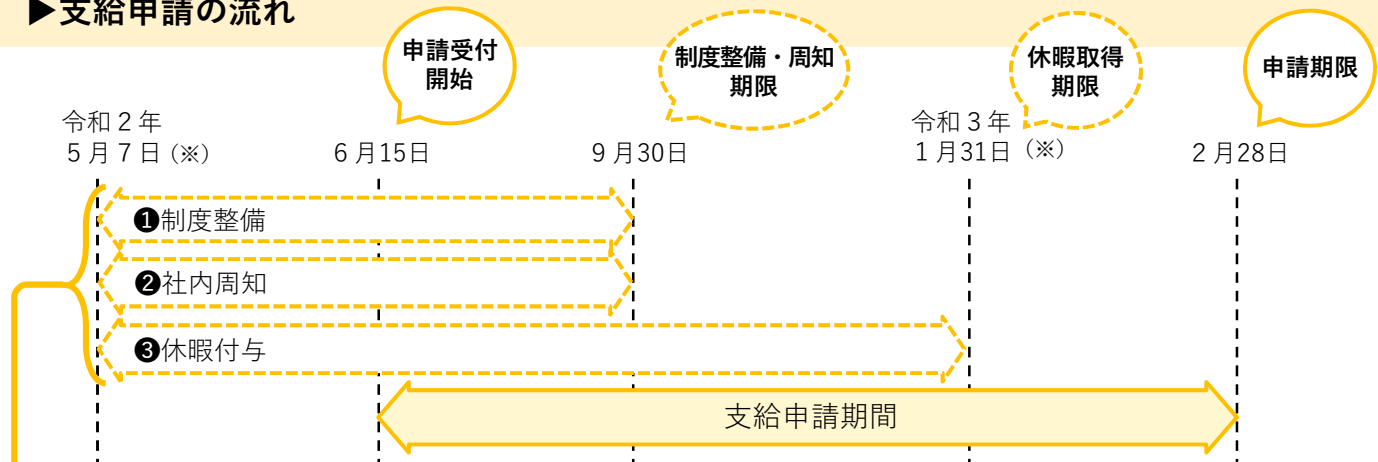 ▶支給申請の流れ
申請受付
開始
制度整備・周知
期限
休暇取得
期限
申請期限
令和２年
５月７日（※）
６月15日
９月30日
令和３年
１月31日（※）
２月28日
❶制度整備
❷社内周知
❸休暇付与
支給申請期間